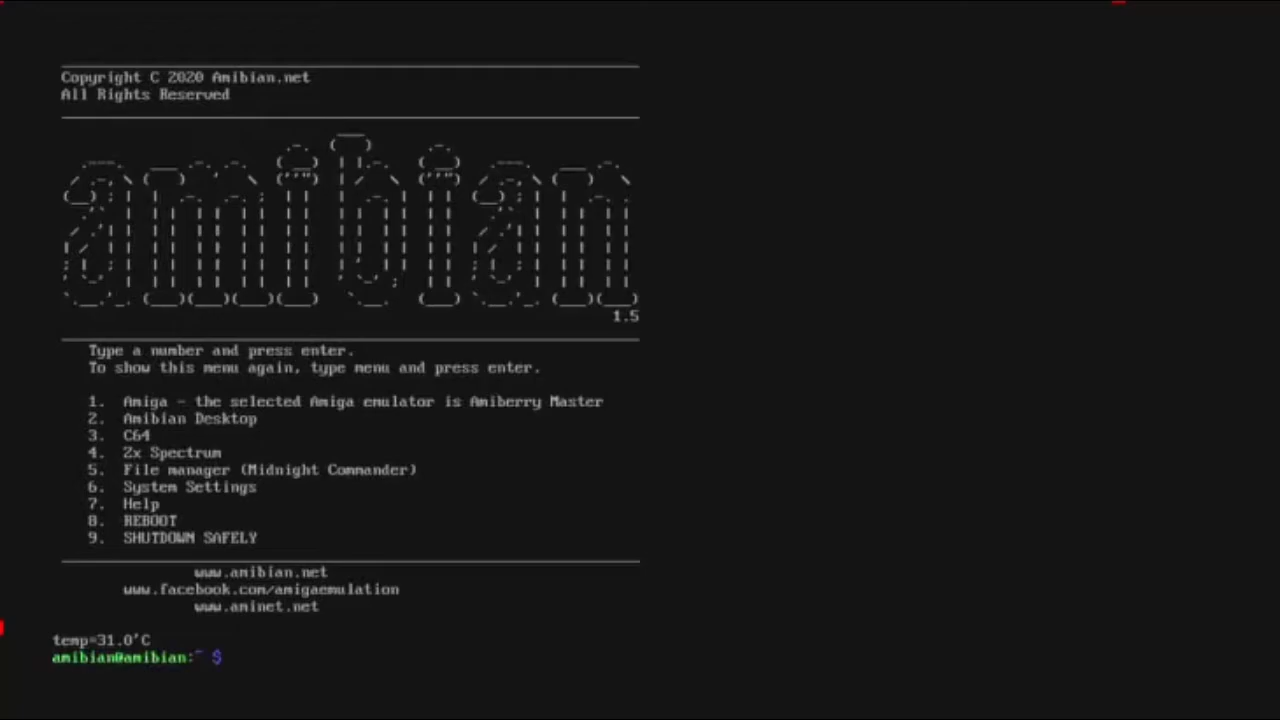 Copyright C 2020 Amibian.net
All Rights Reserved
amibian
1.5
Type a number and press enter.
To show this menu again, type menu and press enter.
1. Amiga - the selected Amiga emulator is Amiberry Master
2. Amibian Desktop
3. C64
4. Zx Spectrum
5. File manager (Midnight Commander)
6. System Settings
7. Help
8. REBOOT
9. SHUTDOWN SAFELY
www.amibian.net
www.facebook.com/amigaemulation
www.aminet.net
temp=31.0'C
amibian@amibian:~ $